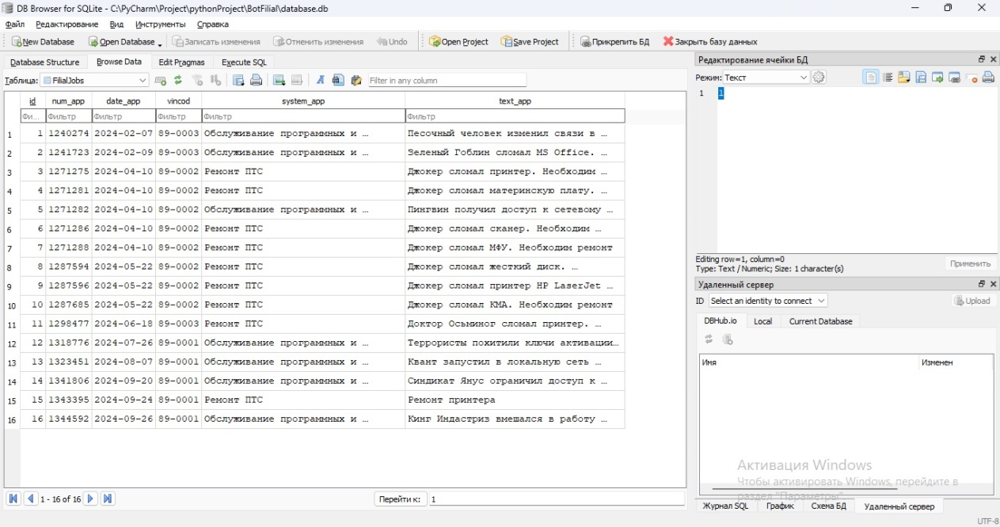 DB Browser for SQLite - C:\PyCharm\Project\pythonProject\BotFilial\database.db
Файл Редактирование Вид Инструменты Справка
New Database Open Database Записать изменения Отменить изменения Undo Open Project Save Project Прикрепить БД Закрыть базу данных
Database Structure Browse Data Edit Pragmas Execute SQL
Таблица: FilialJobs Filter in any column
id num_app date_app vincod system_app text_app
Фи... Фильтр Фильтр Фильтр Фильтр Фильтр
1 1 1240274 2024-02-07 89-0003 Обслуживание программных и … Песочный человек изменил связи в …
2 2 1241723 2024-02-09 89-0003 Обслуживание программных и … Зеленый Гоблин сломал MS Office. …
3 3 1271275 2024-04-10 89-0002 Ремонт ПТС Джокер сломал принтер. Необходим …
4 4 1271281 2024-04-10 89-0002 Ремонт ПТС Джокер сломал материнскую плату. …
5 5 1271282 2024-04-10 89-0002 Обслуживание программных и … Пингвин получил доступ к сетевому …
6 6 1271286 2024-04-10 89-0002 Ремонт ПТС Джокер сломал сканер. Необходим …
7 7 1271288 2024-04-10 89-0002 Ремонт ПТС Джокер сломал МФУ. Необходим ремонт
8 8 1287594 2024-05-22 89-0002 Ремонт ПТС Джокер сломал жесткий диск. …
9 9 1287596 2024-05-22 89-0002 Ремонт ПТС Джокер сломал принтер HP LaserJet …
10 10 1287685 2024-05-22 89-0002 Ремонт ПТС Джокер сломал КМА. Необходим ремонт
11 11 1298477 2024-06-18 89-0003 Ремонт ПТС Доктор Осьминог сломал принтер. …
12 12 1318776 2024-07-26 89-0001 Обслуживание программных и … Террористы похитили ключи активации…
13 13 1323451 2024-08-07 89-0001 Обслуживание программных и … Квант запустил в локальную сеть …
14 14 1341806 2024-09-20 89-0001 Обслуживание программных и … Синдикат Янус ограничил доступ к …
15 15 1343395 2024-09-24 89-0001 Ремонт ПТС Ремонт принтера
16 16 1344592 2024-09-26 89-0001 Обслуживание программных и … Кинг Индастриз вмешался в работу …
1 - 16 of 16 Перейти к: 1
Редактирование ячейки БД
Режим: Текст
1 1
Editing row=1, column=0
Type: Text / Numeric; Size: 1 character(s)
Применить
Удаленный сервер
ID Select an identity to connect Upload
DBHub.io Local Current Database
Имя Изменен
Активация Windows
Чтобы активировать Windows, перейдите в
раздел "Параметры".
Журнал SQL График Схема БД Удаленный сервер
UTF-8